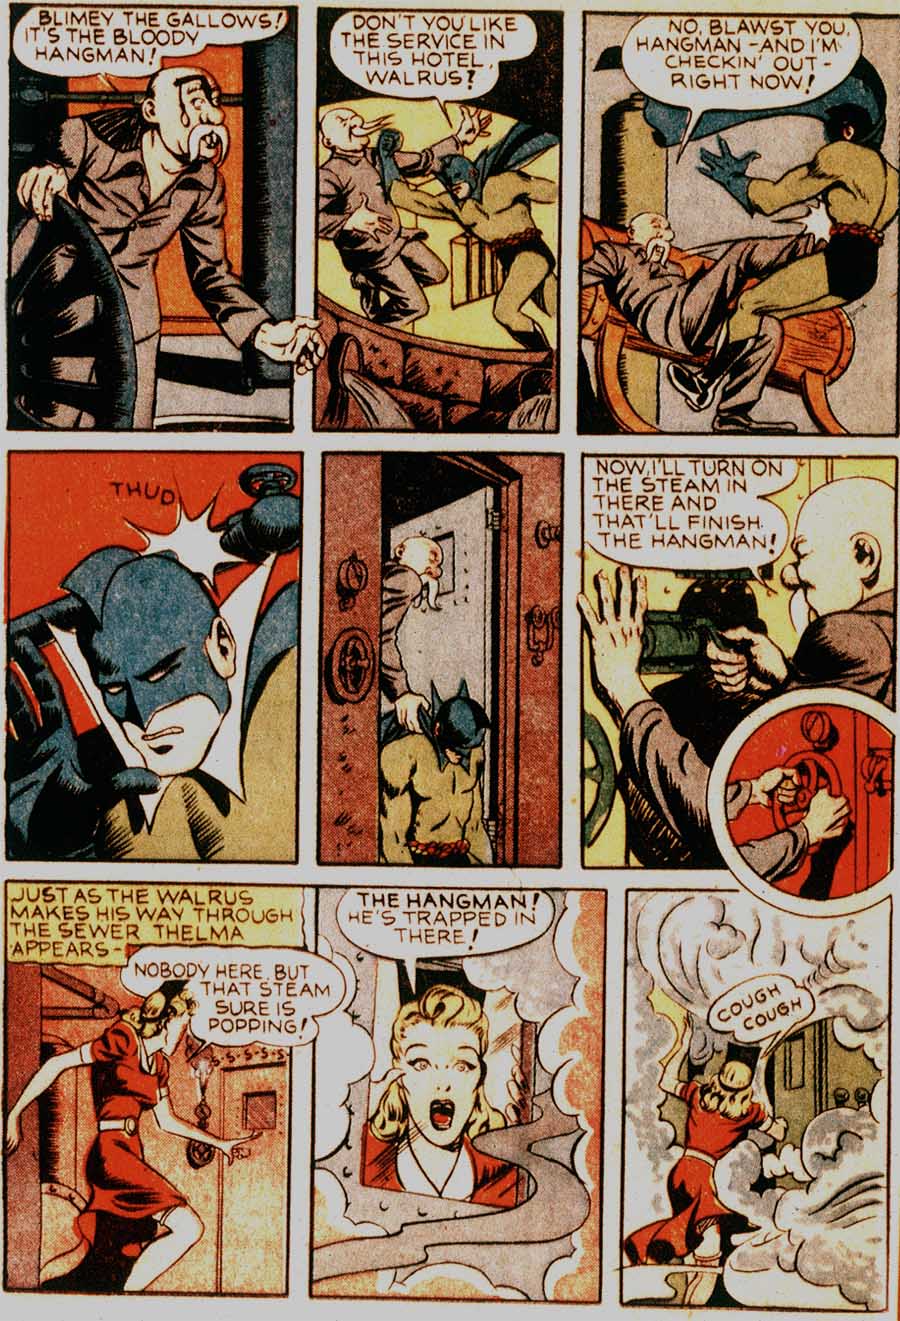 BLIMEY THE GALLOWS!
IT'S THE BLOODY
HANGMAN!
DON'T YOU LIKE
THE SERVICE IN
THIS HOTEL,
WALRUS?
NO, BLAWST YOU,
HANGMAN - AND I'M
CHECKIN' OUT -
RIGHT NOW!
THUD
NOW, I'LL TURN ON
THE STEAM IN
THERE AND
THAT'LL FINISH
THE HANGMAN!
JUST AS THE WALRUS
MAKES HIS WAY THROUGH
THE SEWER THELMA
APPEARS -
NOBODY HERE, BUT
THAT STEAM
SURE IS
POPPING!
S-S-S-S-S
THE HANGMAN!
HE'S TRAPPED IN
THERE!
COUGH
COUGH